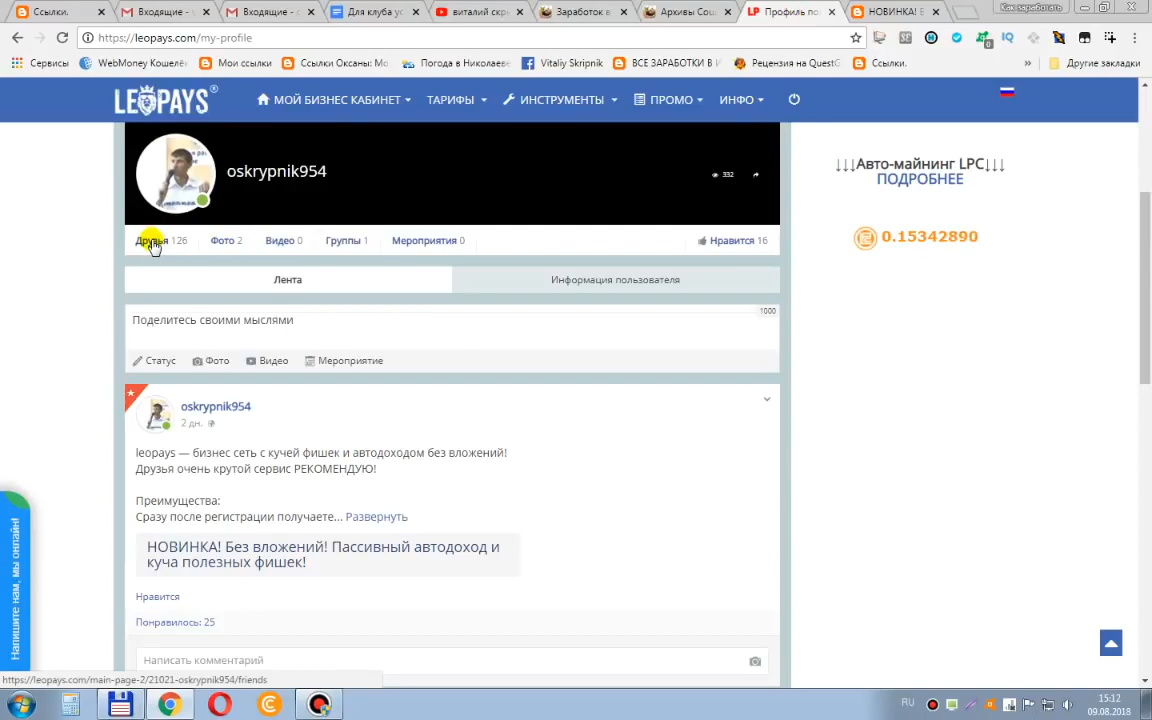 Ссылки.
Входящие -
Входящие -
Для клуба ус
виталий скри
Заработок в
Архивы Соц
Профиль по
НОВИНКА! Б
Как заработать
https://leopays.com/my-profile
Сервисы
WebMoney Кошелё
Мои ссылки
Ссылки Оксаны: Мо
Погода в Николаеве
Vitaliy Skripnik
ВСЕ ЗАРАБОТКИ В И
Рецензия на QuestG
Ссылки.
»
Другие закладки
LEOPAYS®
МОЙ БИЗНЕС КАБИНЕТ
ТАРИФЫ
ИНСТРУМЕНТЫ
ПРОМО
ИНФО
oskrypnik954
332
Друзья 126
Фото 2
Видео 0
Группы 1
Мероприятия 0
Нравится 16
↓↓↓Авто-майнинг LPC↓↓↓
ПОДРОБНЕЕ
0.15342890
Лента
Информация пользователя
Поделитесь своими мыслями
1000
Статус
Фото
Видео
Мероприятие
oskrypnik954
2 дн.
leopays — бизнес сеть с кучей фишек и автодоходом без вложений!
Друзья очень крутой сервис РЕКОМЕНДУЮ!
Преимущества:
Сразу после регистрации получаете... Развернуть
НОВИНКА! Без вложений! Пассивный автодоход и
куча полезных фишек!
Нравится
Понравилось: 25
Написать комментарий
Напишите нам, мы онлайн!
https://leopays.com/main-page-2/21021-oskrypnik954/friends
RU
15:12
09.08.2018